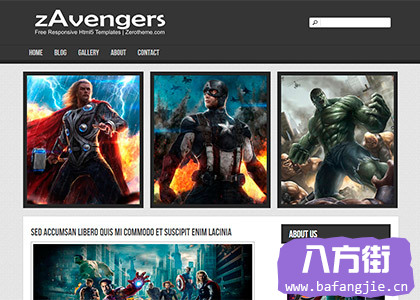 zAvengers
Free Responsive Html5 Templates | Zerotheme.com
HOME BLOG GALLERY ABOUT CONTACT
SED ACCUMSAN LIBERO QUIS MI COMMODO ET SUSCIPIT ENIM LACINIA
ABOUT US
八方街
www.bafangjie.cn